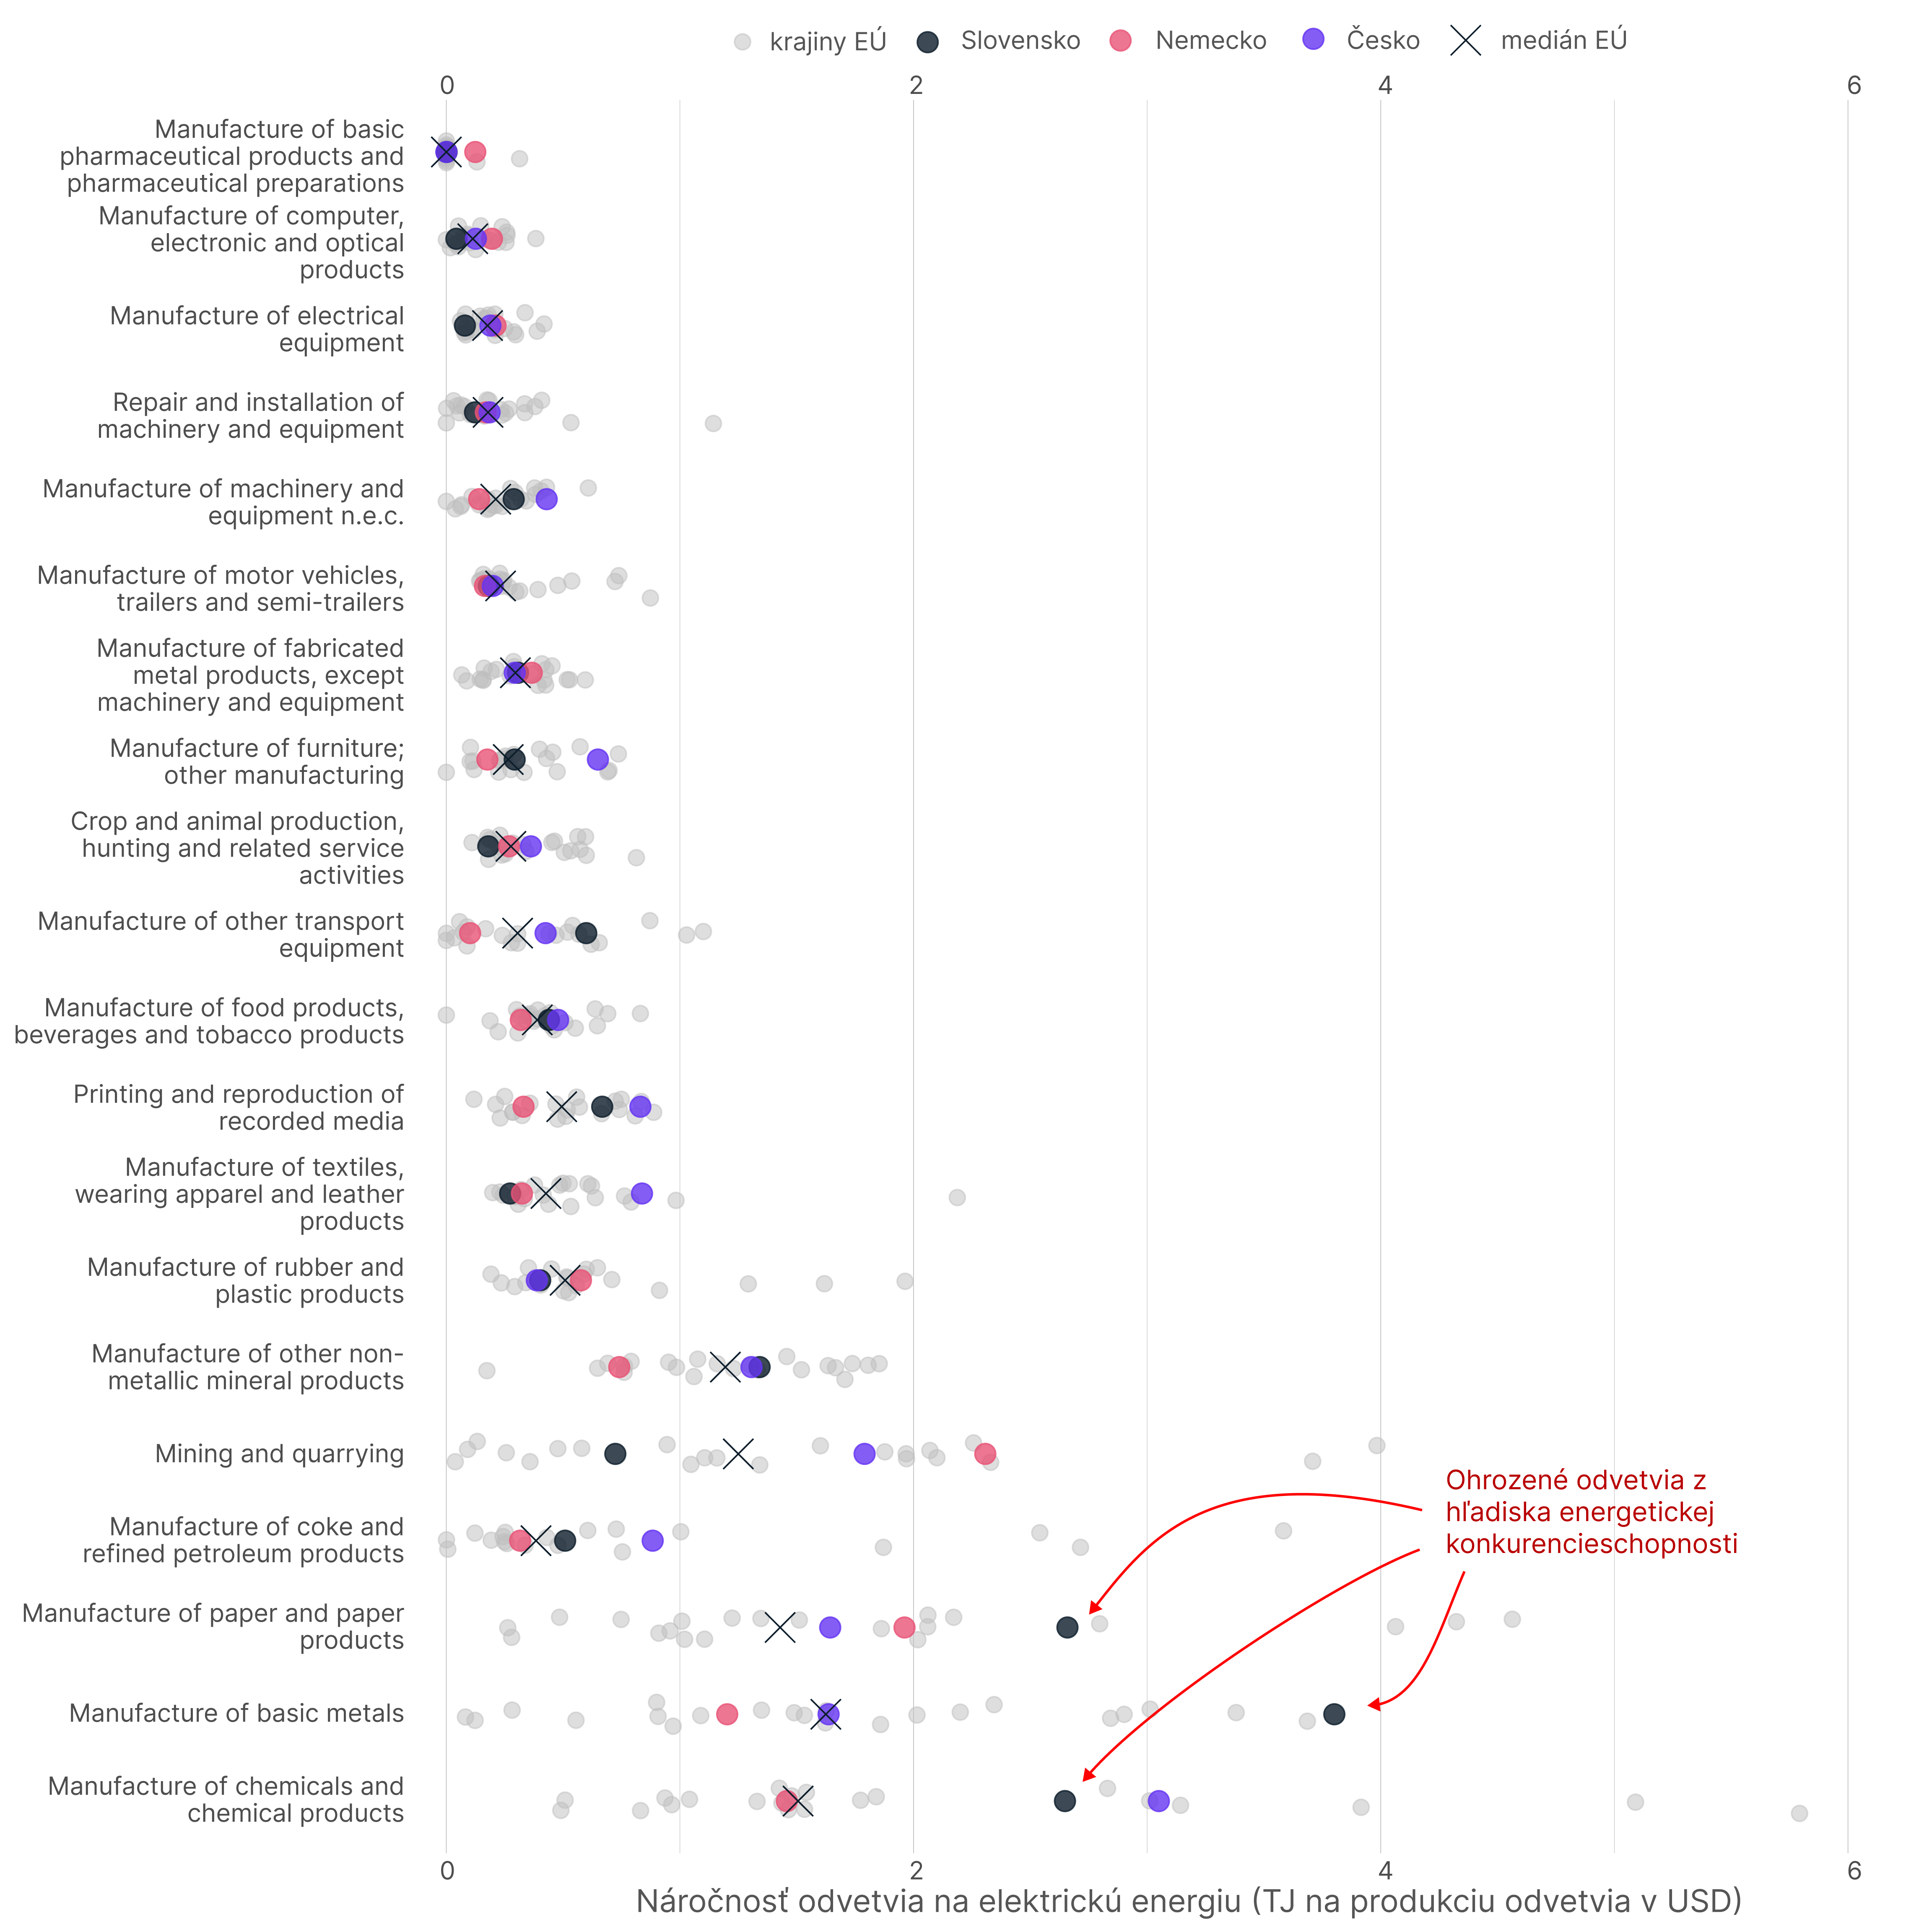 krajiny EÚ Slovensko Nemecko Česko medián EÚ
0 2 4 6
Manufacture of basic
pharmaceutical products and
pharmaceutical preparations
Manufacture of computer,
electronic and optical
products
Manufacture of electrical
equipment
Repair and installation of
machinery and equipment
Manufacture of machinery and
equipment n.e.c.
Manufacture of motor vehicles,
trailers and semi-trailers
Manufacture of fabricated
metal products, except
machinery and equipment
Manufacture of furniture;
other manufacturing
Crop and animal production,
hunting and related service
activities
Manufacture of other transport
equipment
Manufacture of food products,
beverages and tobacco products
Printing and reproduction of
recorded media
Manufacture of textiles,
wearing apparel and leather
products
Manufacture of rubber and
plastic products
Manufacture of other non-
metallic mineral products
Mining and quarrying
Ohrozené odvetvia z
hľadiska energetickej
konkurencieschopnosti
Manufacture of coke and
refined petroleum products
Manufacture of paper and paper
products
Manufacture of basic metals
Manufacture of chemicals and
chemical products
0 2 4 6
Náročnosť odvetvia na elektrickú energiu (TJ na produkciu odvetvia v USD)